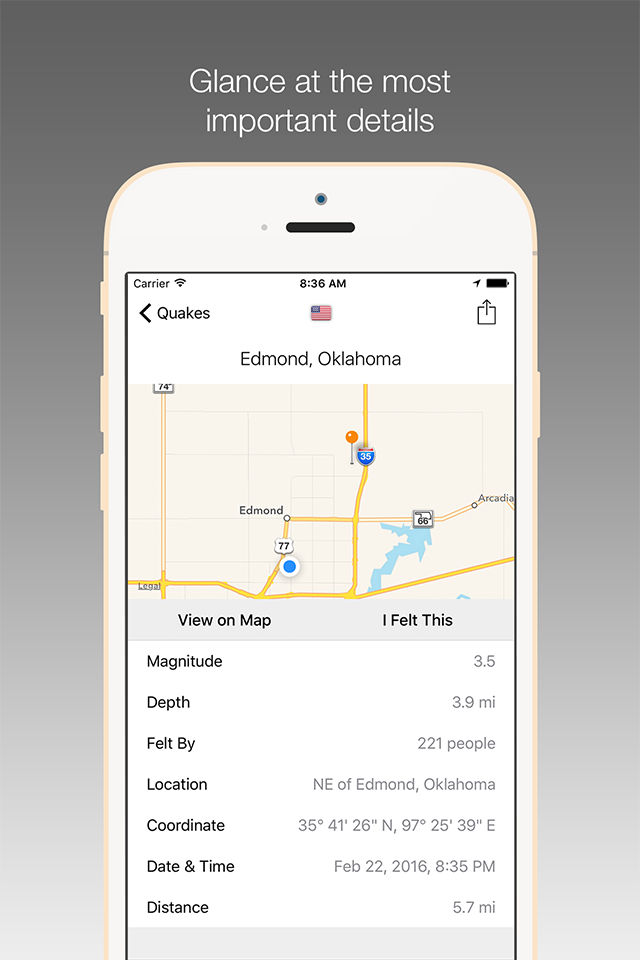 Glance at the most
important details
Carrier 8:36 AM
Quakes
Edmond, Oklahoma
74
35
Edmond
Arcadia
66
77
Legal
View on Map I Felt This
Magnitude 3.5
Depth 3.9 mi
Felt By 221 people
Location NE of Edmond, Oklahoma
Coordinate 35° 41' 26" N, 97° 25' 39" E
Date & Time Feb 22, 2016, 8:35 PM
Distance 5.7 mi